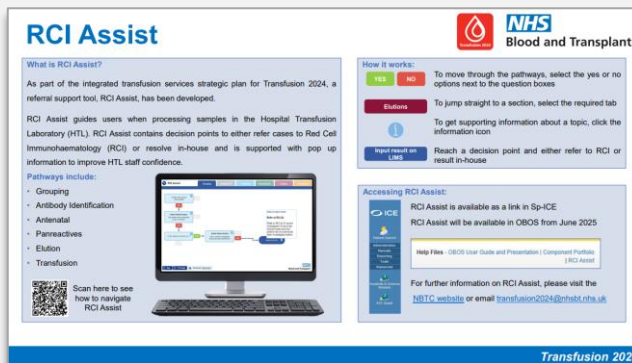 RCI Assist
Transfusion 2024
NHS
Blood and Transplant
What is RCI Assist?
As part of the integrated transfusion services strategic plan for Transfusion 2024, a
referral support tool, RCI Assist, has been developed.
RCI Assist guides users when processing samples in the Hospital Transfusion
Laboratory (HTL). RCI Assist contains decision points to either refer cases to Red Cell
Immunohaematology (RCI) or resolve in-house and is supported with pop up
information to improve HTL staff confidence.
Pathways include:
• Grouping
• Antibody Identification
• Antenatal
• Panreactives
• Elution
• Transfusion
Scan here to see
how to navigate
RCI Assist
How it works:
YES NO
To move through the pathways, select the yes or no
options next to the question boxes
Elutions
To jump straight to a section, select the required tab
To get supporting information about a topic, click the
information icon
Input result on
LIMS
Reach a decision point and either refer to RCI or
result in-house
Accessing RCI Assist:
ICE
RCI Assist is available as a link in Sp-ICE
RCI Assist will be available in OBOS from June 2025
Help Files - OBOS User Guide and Presentation | Component Portfolio
| RCI Assist
For further information on RCI Assist, please visit the
NBTC website or email transfusion2024@nhsbt.nhs.uk
Transfusion 202